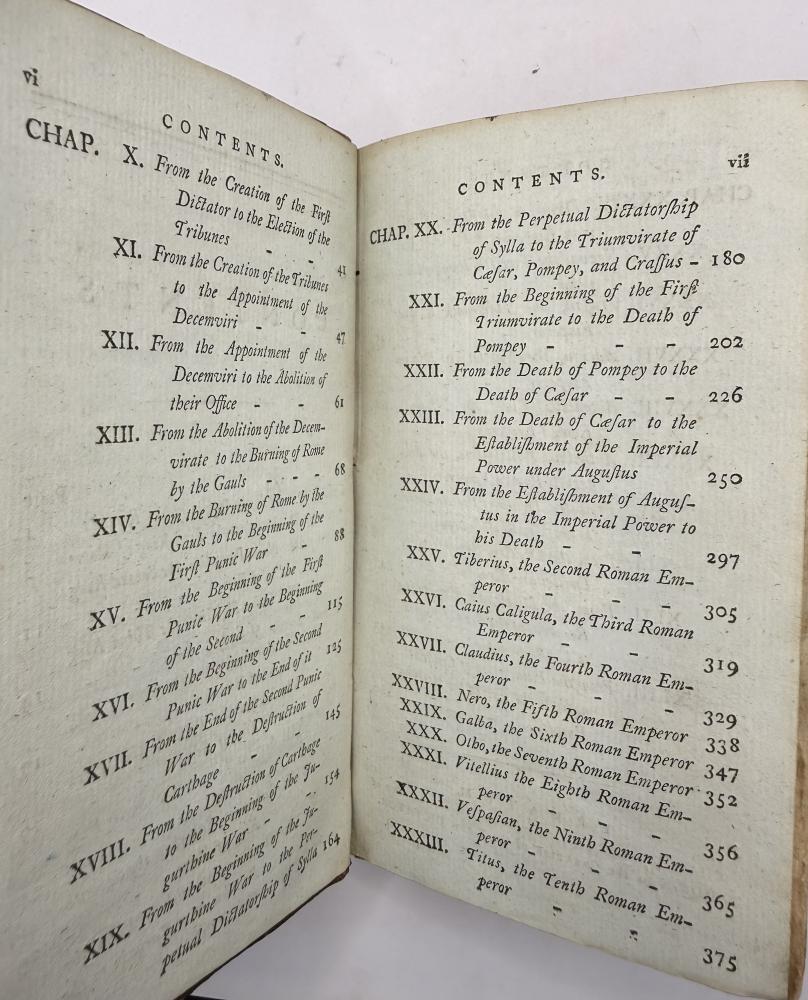 vi
CONTENTS.
CHAP. X. From the Creation of the Firſt
Dictator to the Election of the
Tribunes - - 41
XI. From the Creation of the Tribunes
to the Appointment of the
Decemviri - - 47
XII. From the Appointment of the
Decemviri to the Abolition of
their Office - - 61
XIII. From the Abolition of the Decem-
virate to the Burning of Rome
by the Gauls - - - 68
XIV. From the Burning of Rome by the
Gauls to the Beginning of the
Firſt Punic War - 88
XV. From the Beginning of the Firſt
Punic War to the Beginning
of the Second - - 115
XVI. From the Beginning of the Second
Punic War to the End of it 125
XVII. From the End of the Second Punic
War to the Deſtruction of
Carthage - - 145
XVIII. From the Deſtruction of Carthage
to the Beginning of the Ju-
gurthine War - - 154
XIX. From the Beginning of the Ju-
gurthine War to the Per-
petual Dictatorſhip of Sylla 164
vii
CONTENTS.
CHAP. XX. From the Perpetual Dictatorſhip
of Sylla to the Triumvirate of
Cæſar, Pompey, and Craſſus - 180
XXI. From the Beginning of the Firſt
Triumvirate to the Death of
Pompey - - - 202
XXII. From the Death of Pompey to the
Death of Cæſar - - 226
XXIII. From the Death of Cæſar to the
Eſtabliſhment of the Imperial
Power under Auguſtus 250
XXIV. From the Eſtabliſhment of Auguſ-
tus in the Imperial Power to
his Death - - 297
XXV. Tiberius, the Second Roman Em-
peror - - - 305
XXVI. Caius Caligula, the Third Roman
Emperor - - 319
XXVII. Claudius, the Fourth Roman Em-
peror - - - 329
XXVIII. Nero, the Fifth Roman Emperor 338
XXIX. Galba, the Sixth Roman Emperor 347
XXX. Otho, the Seventh Roman Emperor 352
XXXI. Vitellius the Eighth Roman Em-
peror - - - 356
XXXII. Veſpaſian, the Ninth Roman Em-
peror - - - 365
XXXIII. Titus, the Tenth Roman Em-
peror - - 375